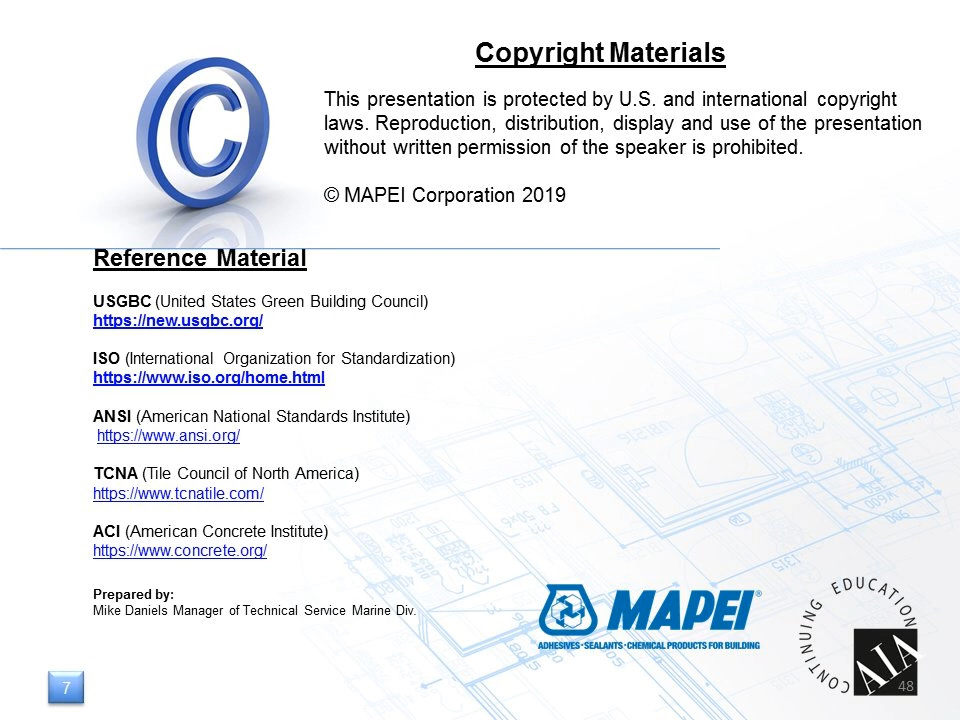 Copyright Materials
This presentation is protected by U.S. and international copyright
laws. Reproduction, distribution, display and use of the presentation
without written permission of the speaker is prohibited.
© MAPEI Corporation 2019
Reference Material
USGBC (United States Green Building Council)
https://new.usgbc.org/
ISO (International Organization for Standardization)
https://www.iso.org/home.html
ANSI (American National Standards Institute)
https://www.ansi.org/
TCNA (Tile Council of North America)
https://www.tcnatile.com/
ACI (American Concrete Institute)
https://www.concrete.org/
Prepared by:
Mike Daniels Manager of Technical Service Marine Div.
MAPEI®
ADHESIVES • SEALANTS • CHEMICAL PRODUCTS FOR BUILDING
CONTINUING EDUCATION
AIA
7
48